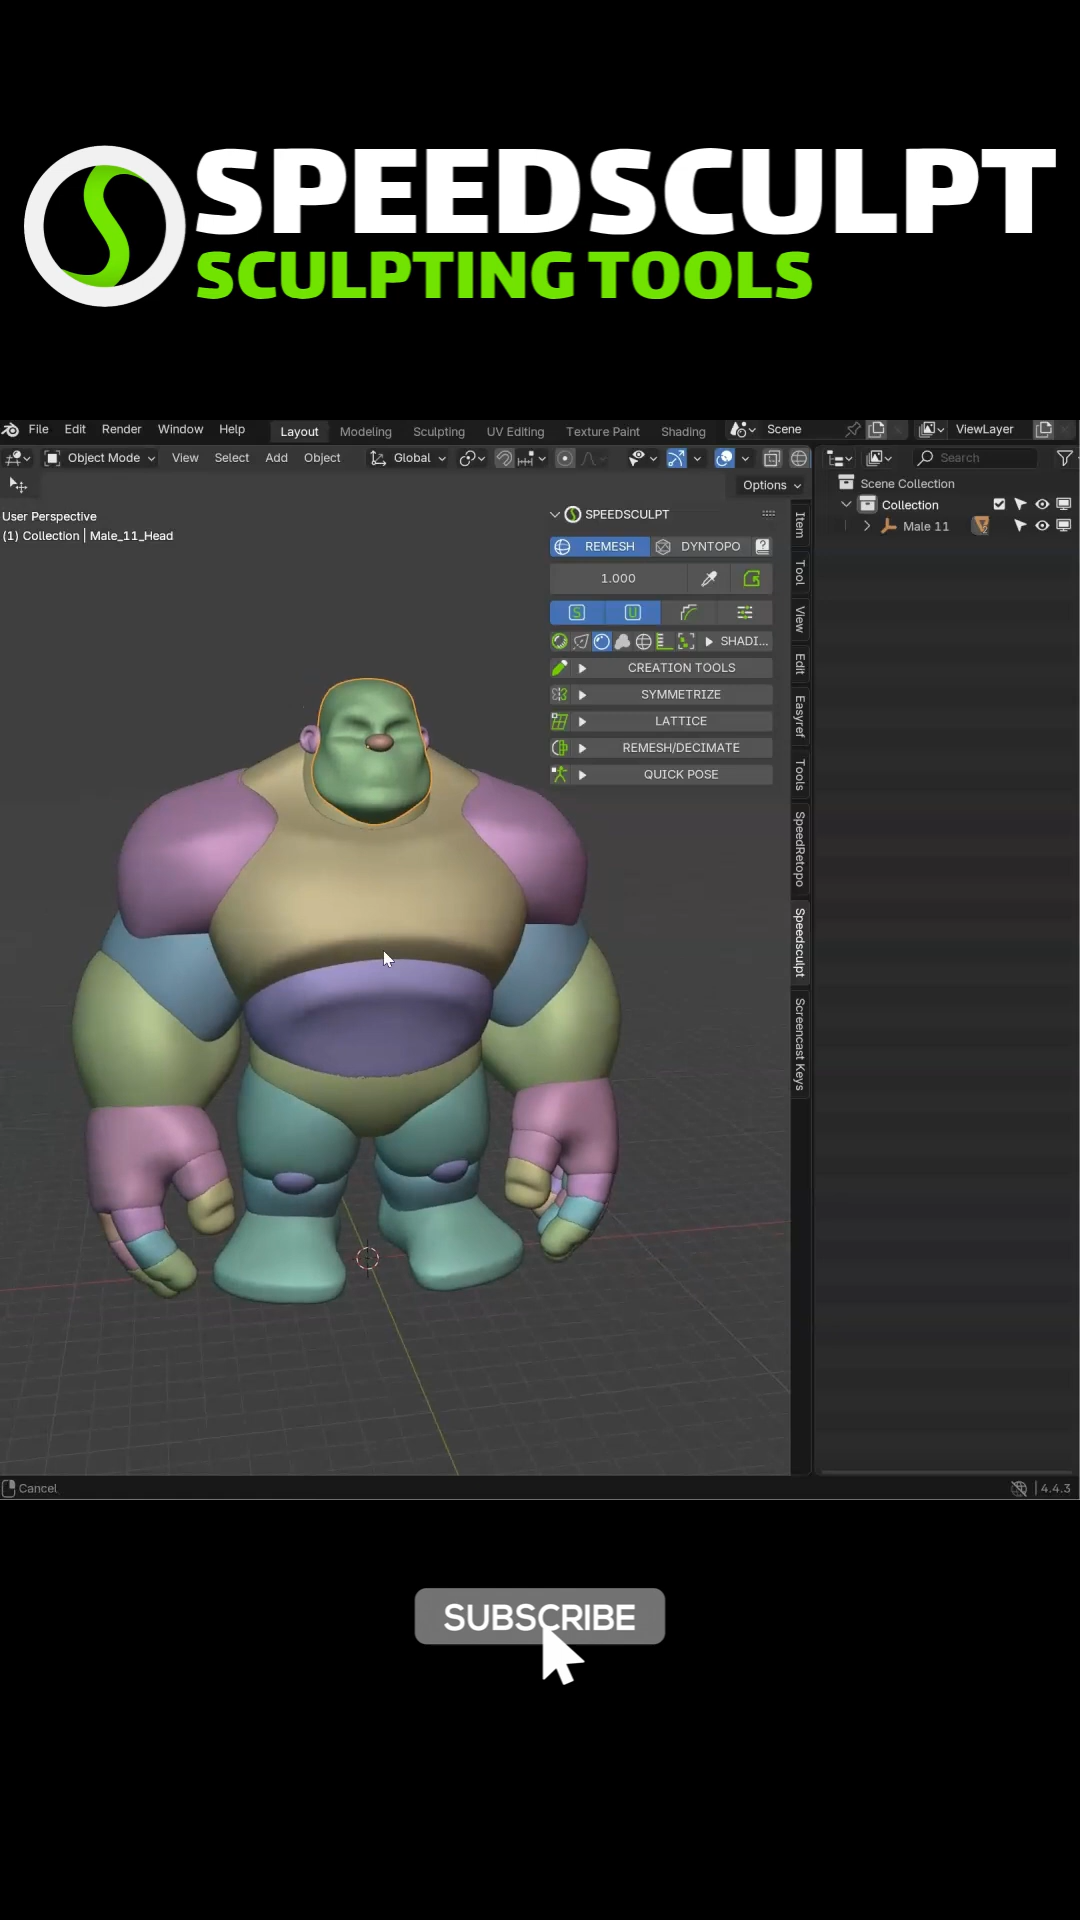 SPEEDSCULPT
SCULPTING TOOLS
File Edit Render Window Help Layout Modeling Sculpting UV Editing Texture Paint Shading Scene ViewLayer
Object Mode View Select Add Object Global Search
Options
Scene Collection
Collection
Male 11
User Perspective
(1) Collection | Male_11_Head
SPEEDSCULPT
REMESH DYNTOPO
1.000
S U
SHADI...
CREATION TOOLS
SYMMETRIZE
LATTICE
REMESH/DECIMATE
QUICK POSE
Item
Tool
View
Edit
Easyref
Tools
SpeedRetopo
Speedsculpt
Screencast Keys
Cancel
4.4.3
SUBSCRIBE